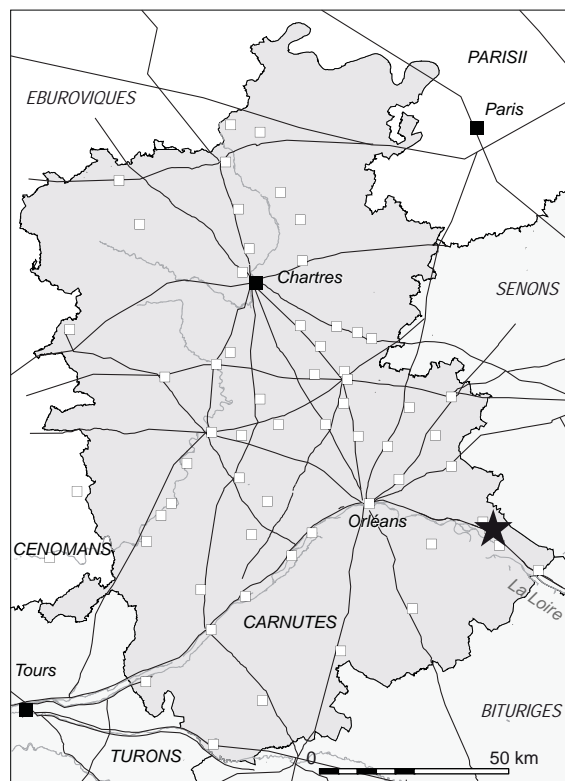 PARISII
EBUROVIQUES
Paris
Chartres
SENONS
Orléans
CENOMANS
La Loire
CARNUTES
Tours
BITURIGES
TURONS
0 50 km